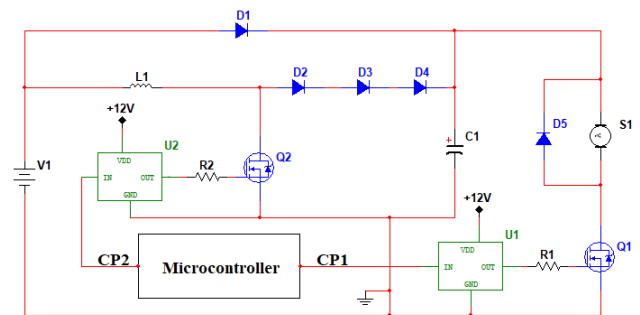 D1
L1
D2 D3 D4
+12V
U2
VDD
IN OUT
GND
R2
Q2
C1
+
V1
D5
S1
A
+12V
U1
VDD
IN OUT
GND
R1
Q1
CP2
Microcontroller
CP1